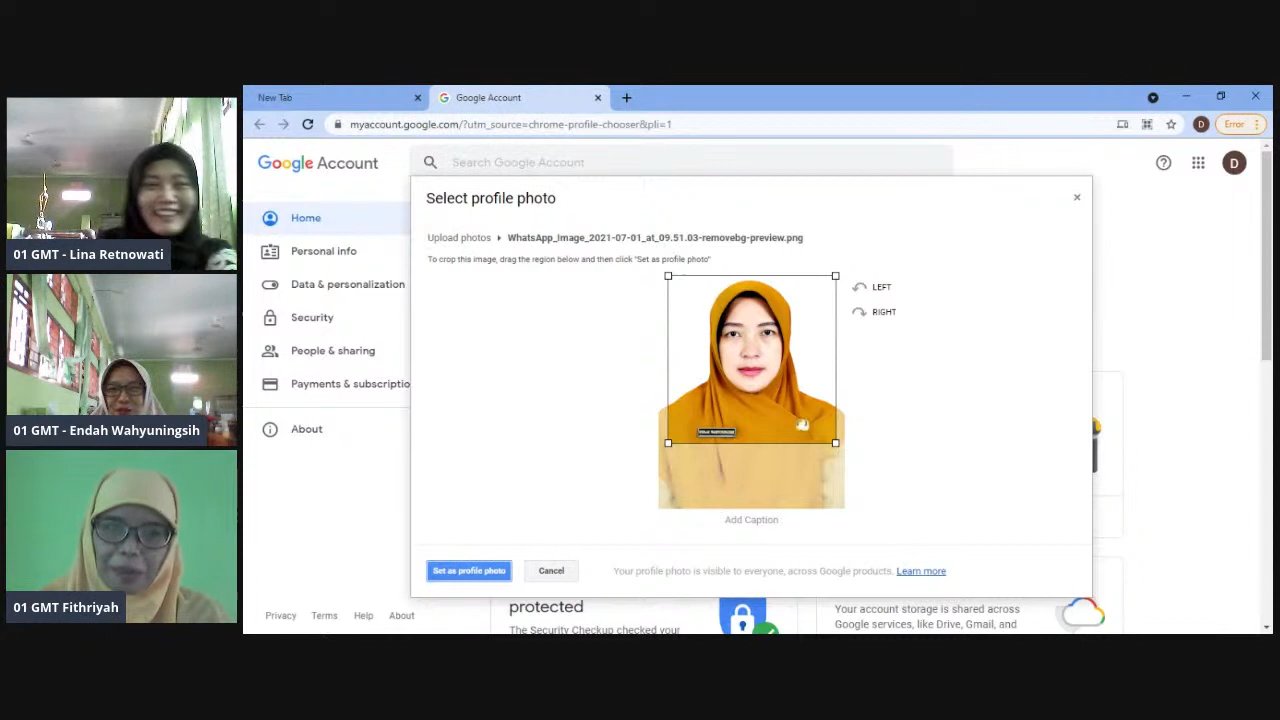 01 GMT - Lina Retnowati
01 GMT - Endah Wahyuningsih
01 GMT Fithriyah
New Tab
Google Account
myaccount.google.com/?utm_source=chrome-profile-chooser&pli=1
D
Error
Google Account
Search Google Account
D
Home
Personal info
Data & personalization
Security
People & sharing
Payments & subscriptio
About
Select profile photo
Upload photos
WhatsApp_Image_2021-07-01_at_09.51.03-removebg-preview.png
To crop this image, drag the region below and then click "Set as profile photo"
LEFT
RIGHT
Add Caption
Set as profile photo
Cancel
Your profile photo is visible to everyone, across Google products. Learn more
protected
The Security Checkup checked your
Your account storage is shared across
Google services, like Drive, Gmail, and
Privacy
Terms
Help
About